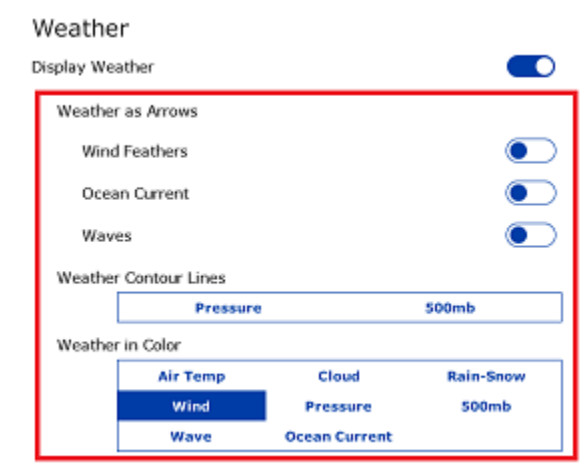 Weather
Display Weather
Weather as Arrows
Wind Feathers
Ocean Current
Waves
Weather Contour Lines
Pressure 500mb
Weather in Color
Air Temp Cloud Rain-Snow
Wind Pressure 500mb
Wave Ocean Current